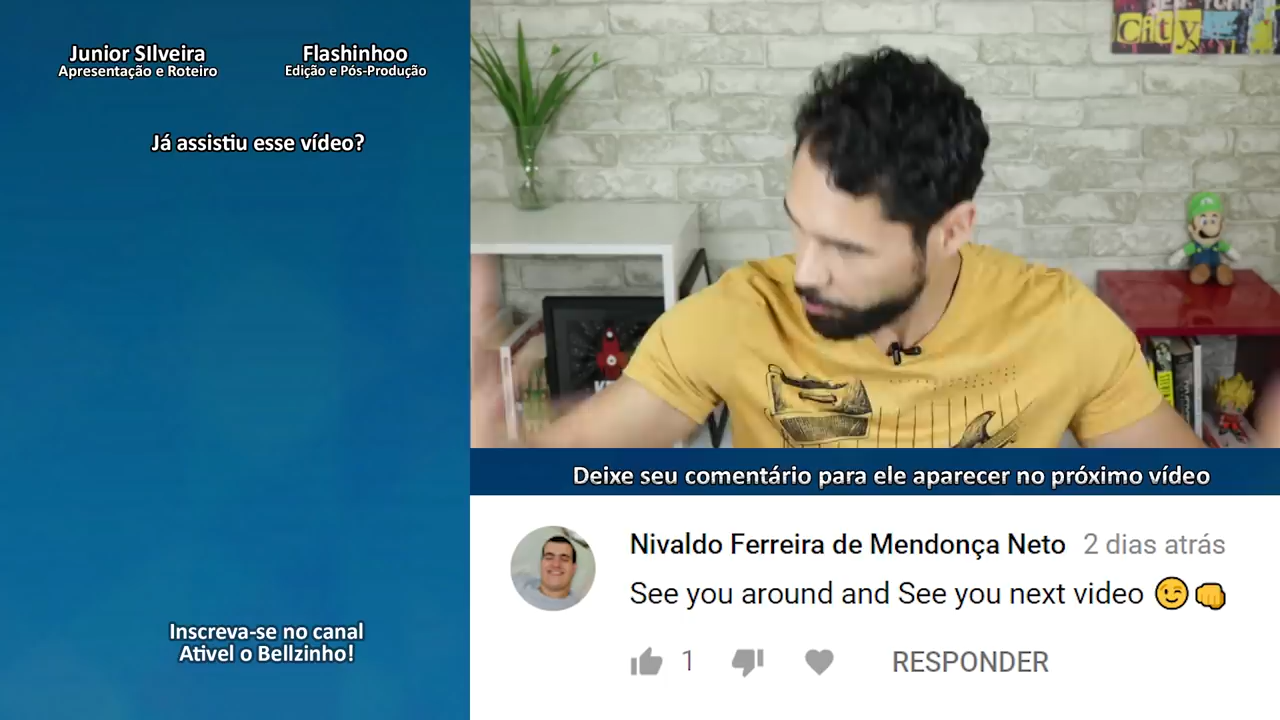 Junior SIlveira
Apresentação e Roteiro
Flashinhoo
Edição e Pós-Produção
Já assistiu esse vídeo?
Inscreva-se no canal
Ativel o Bellzinho!
City
Deixe seu comentário para ele aparecer no próximo vídeo
Nivaldo Ferreira de Mendonça Neto 2 dias atrás
See you around and See you next video 😉👊
1
RESPONDER